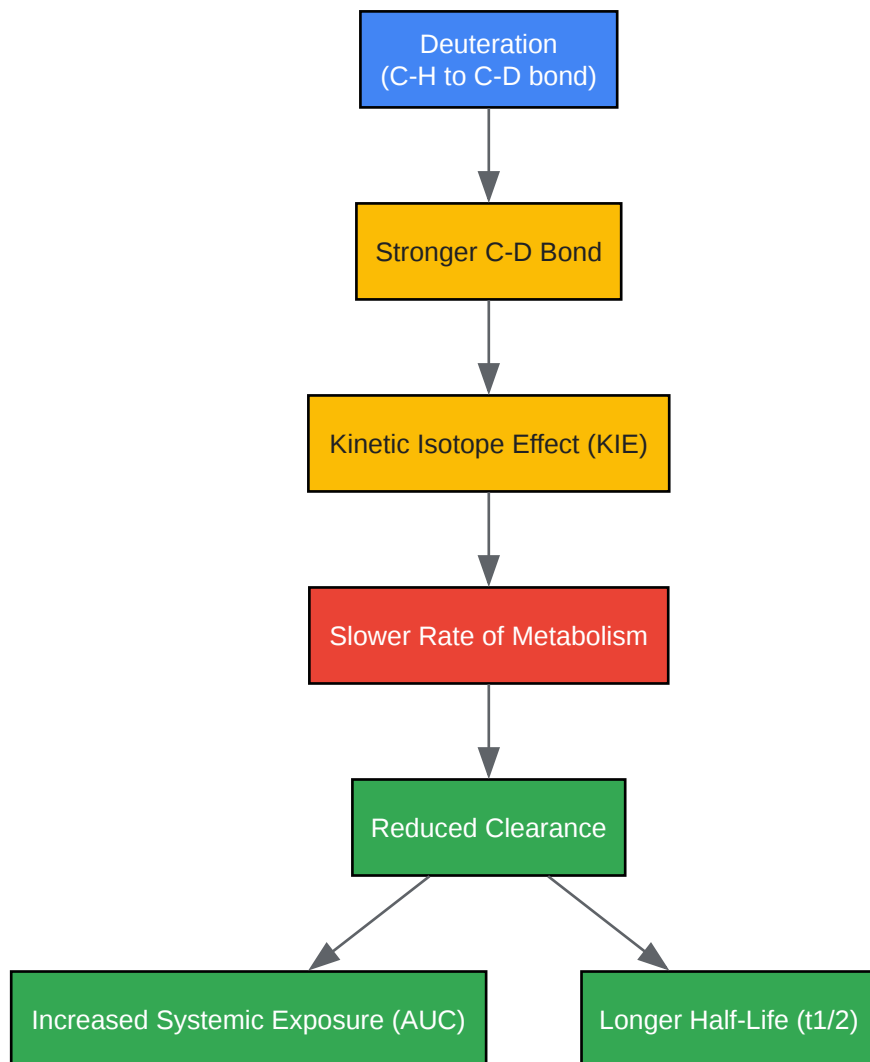 Deuteration
(C-H to C-D bond)
Stronger C-D Bond
Kinetic Isotope Effect (KIE)
Slower Rate of Metabolism
Reduced Clearance
Increased Systemic Exposure (AUC)
Longer Half-Life (t1/2)